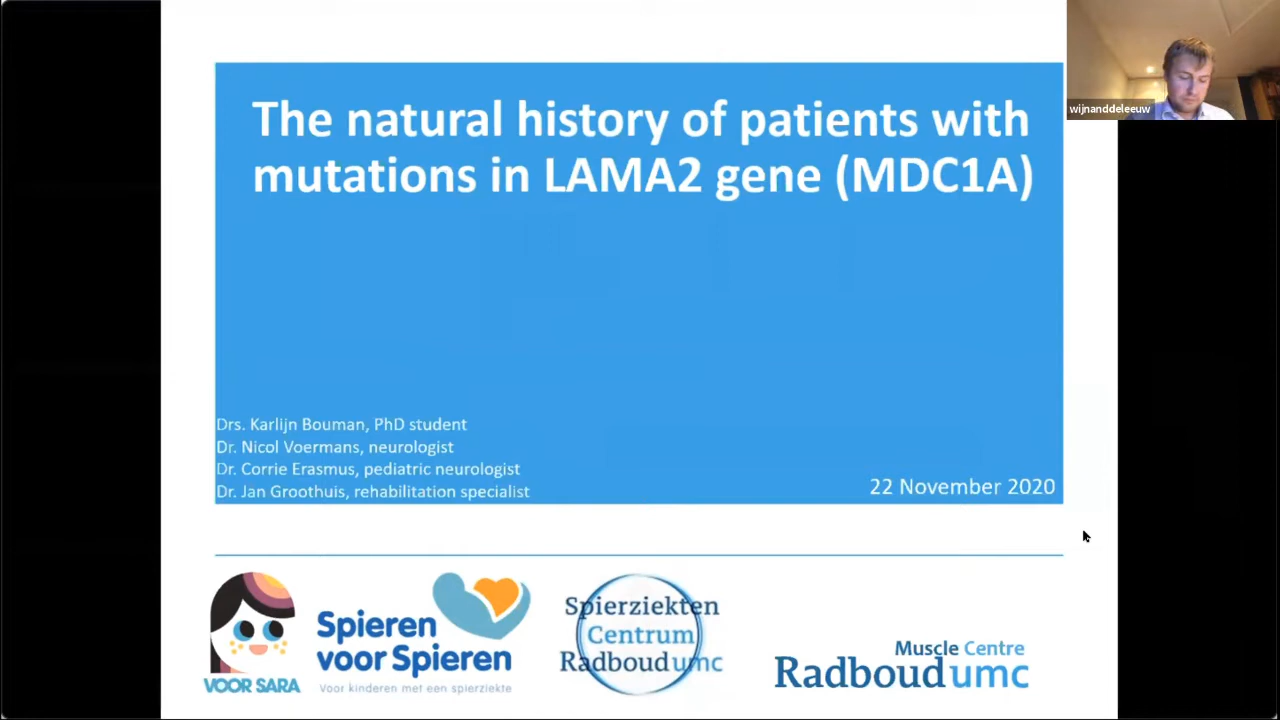 The natural history of patients with
mutations in LAMA2 gene (MDC1A)
wijnanddeleeuw
Drs. Karlijn Bouman, PhD student
Dr. Nicol Voermans, neurologist
Dr. Corrie Erasmus, pediatric neurologist
Dr. Jan Groothuis, rehabilitation specialist
22 November 2020
VOOR SARA
Spieren
voor Spieren
Voor kinderen met een spierziekte
Spierziekten
Centrum
Radboudumc
Muscle Centre
Radboudumc